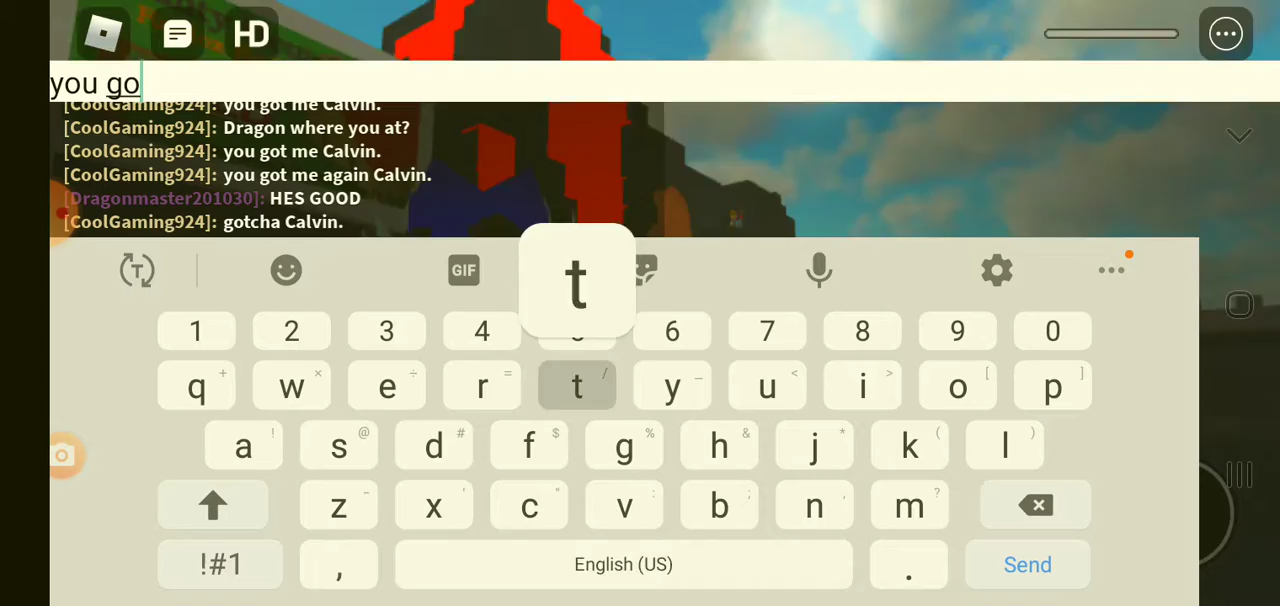 HD
you go
[CoolGaming924]: you got me Calvin.
[CoolGaming924]: Dragon where you at?
[CoolGaming924]: you got me Calvin.
[CoolGaming924]: you got me again Calvin.
[Dragonmaster201030]: HES GOOD
[CoolGaming924]: gotcha Calvin.
t
T GIF
1 2 3 4 6 7 8 9 0
q + w × e ÷ r = t / y _ u < i > o [ p ]
a ! s @ d # f $ g % h & j * k ( l )
z - x ' c " v : b ; n , m ?
!#1 , English (US) . Send